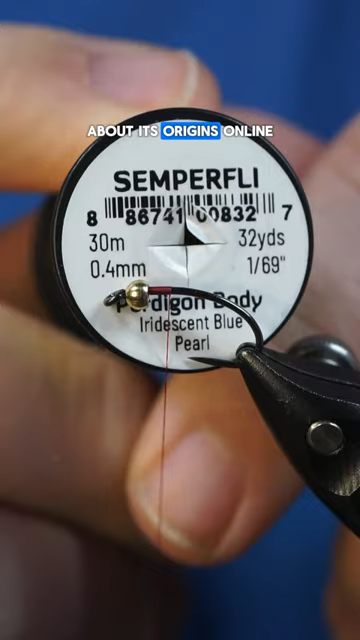 ABOUT ITS ORIGINS ONLINE
SEMPERFLI
8 86741 00832 7
30m 32yds
0.4mm 1/69"
Perdigon Body
Iridescent Blue
Pearl